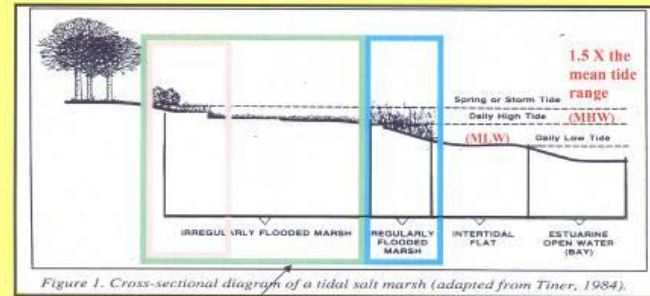 1.5 X the
mean tide
range
Spring or Storm Tide
Daily High Tide (MHW)
(MLW) Daily Low Tide
IRREGULARLY FLOODED MARSH
REGULARLY
FLOODED
MARSH
INTERTIDAL
FLAT
ESTUARINE
OPEN WATER
(BAY)
Figure 1. Cross-sectional diagram of a tidal salt marsh (adapted from Tiner, 1984).